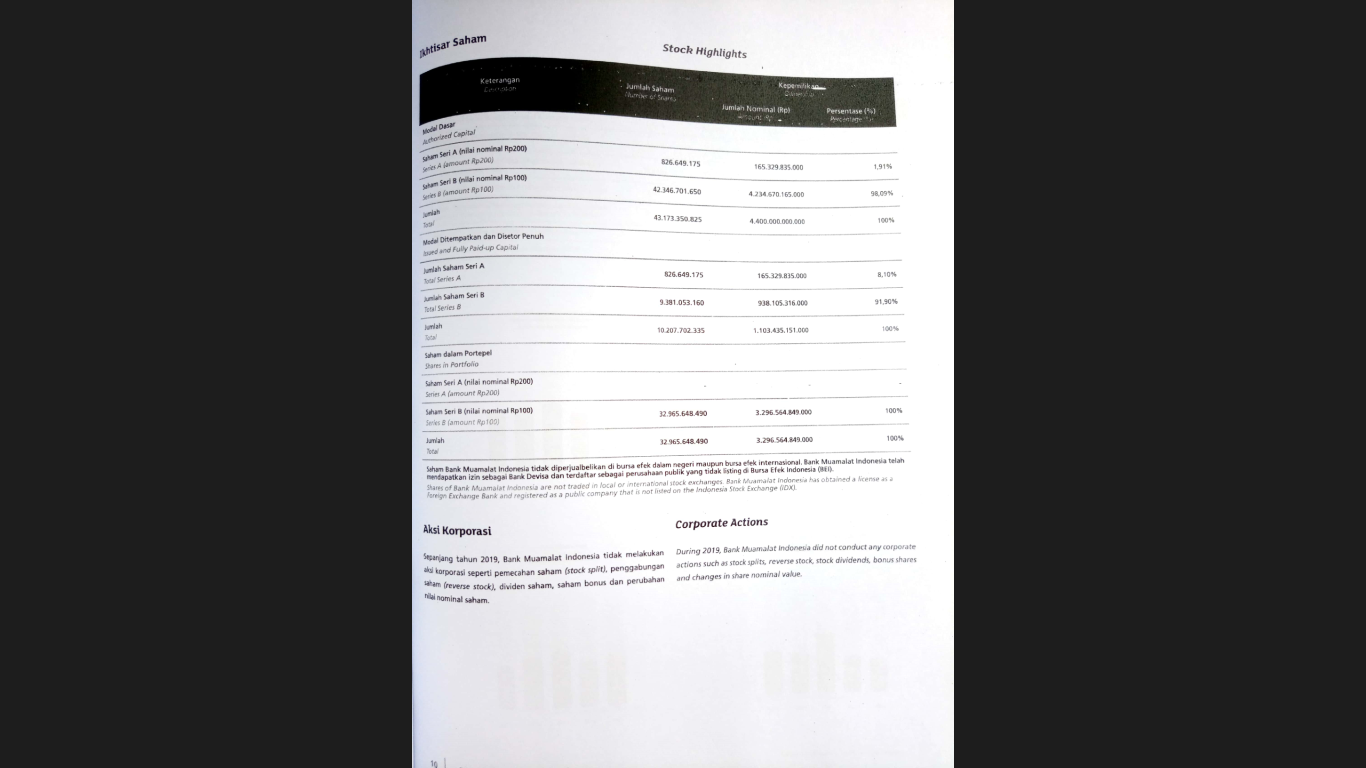 Ikhtisar Saham
Stock Highlights
Keterangan
Jumlah Saham
Number of Shares
Kepemilikan
Jumlah Nominal (Rp)
Persentase (%)
Modal Dasar
Authorized Capital
Saham Seri A (nilai nominal Rp200) 826.649.175 165.329.835.000 1,91%
Series A (amount Rp200)
Saham Seri B (nilai nominal Rp100) 42.346.701.650 4.234.670.165.000 98,09%
Series B (amount Rp100)
Jumlah 43.173.350.825 4.400.000.000.000 100%
Total
Modal Ditempatkan dan Disetor Penuh
Issued and Fully Paid-up Capital
Jumlah Saham Seri A 826.649.175 165.329.835.000 8,10%
Total Series A
Jumlah Saham Seri B 9.381.053.160 938.105.316.000 91,90%
Total Series B
Jumlah 10.207.702.335 1.103.435.151.000 100%
Total
Saham dalam Portepel
Shares in Portfolio
Saham Seri A (nilai nominal Rp200) - - -
Series A (amount Rp200)
Saham Seri B (nilai nominal Rp100) 32.965.648.490 3.296.564.849.000 100%
Series B (amount Rp100)
Jumlah 32.965.648.490 3.296.564.849.000 100%
Total
Saham Bank Muamalat Indonesia tidak diperjualbelikan di bursa efek dalam negeri maupun bursa efek internasional. Bank Muamalat Indonesia telah
mendapatkan izin sebagai Bank Devisa dan terdaftar sebagai perusahaan publik yang tidak listing di Bursa Efek Indonesia (BEI).
Shares of Bank Muamalat Indonesia are not traded in local or international stock exchanges. Bank Muamalat Indonesia has obtained a license as a
Foreign Exchange Bank and registered as a public company that is not listed on the Indonesia Stock Exchange (IDX).
Aksi Korporasi
Sepanjang tahun 2019, Bank Muamalat Indonesia tidak melakukan
aksi korporasi seperti pemecahan saham (stock split), penggabungan
saham (reverse stock), dividen saham, saham bonus dan perubahan
nilai nominal saham.
Corporate Actions
During 2019, Bank Muamalat Indonesia did not conduct any corporate
actions such as stock splits, reverse stock, stock dividends, bonus shares
and changes in share nominal value.